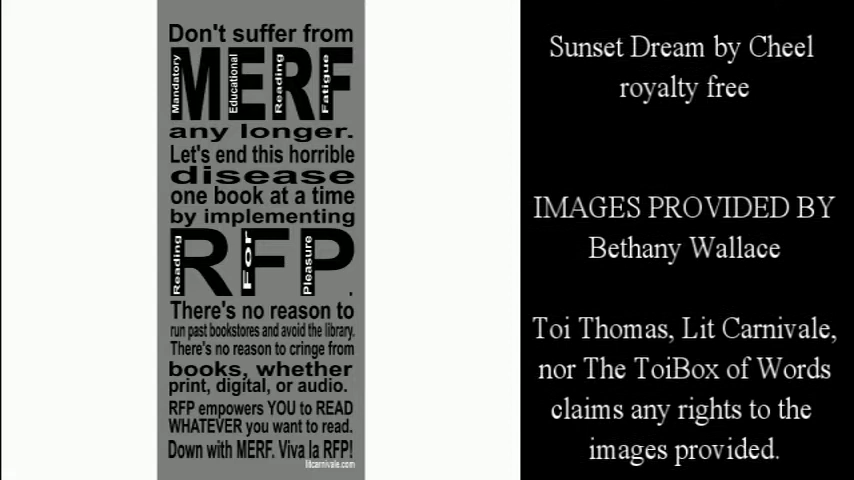 Don't suffer from
MERF
Mandatory Educational Reading Fatigue
any longer.
Let's end this horrible
disease
one book at a time
by implementing
RFP.
Reading For Pleasure
There's no reason to
run past bookstores and avoid the library.
There's no reason to cringe from
books, whether
print, digital, or audio.
RFP empowers YOU to READ
WHATEVER you want to read.
Down with MERF. Viva la RFP!
litcarnivale.com
Sunset Dream by Cheel
royalty free
IMAGES PROVIDED BY
Bethany Wallace
Toi Thomas, Lit Carnivale,
nor The ToiBox of Words
claims any rights to the
images provided.